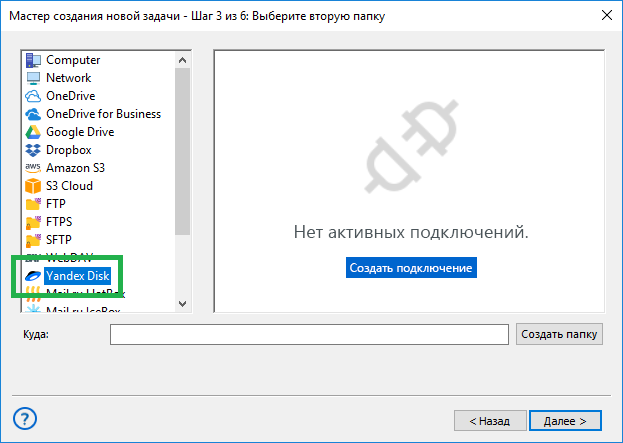 Мастер создания новой задачи - Шаг 3 из 6: Выберите вторую папку
Computer
Network
OneDrive
OneDrive for Business
Google Drive
Dropbox
aws
Amazon S3
S3 Cloud
FTP
FTPS
SFTP
WebDAV
Yandex Disk
Mail.ru HotBox
Mail.ru IceBox
Нет активных подключений.
Создать подключение
Куда:
Создать папку
?
< Назад
Далее >